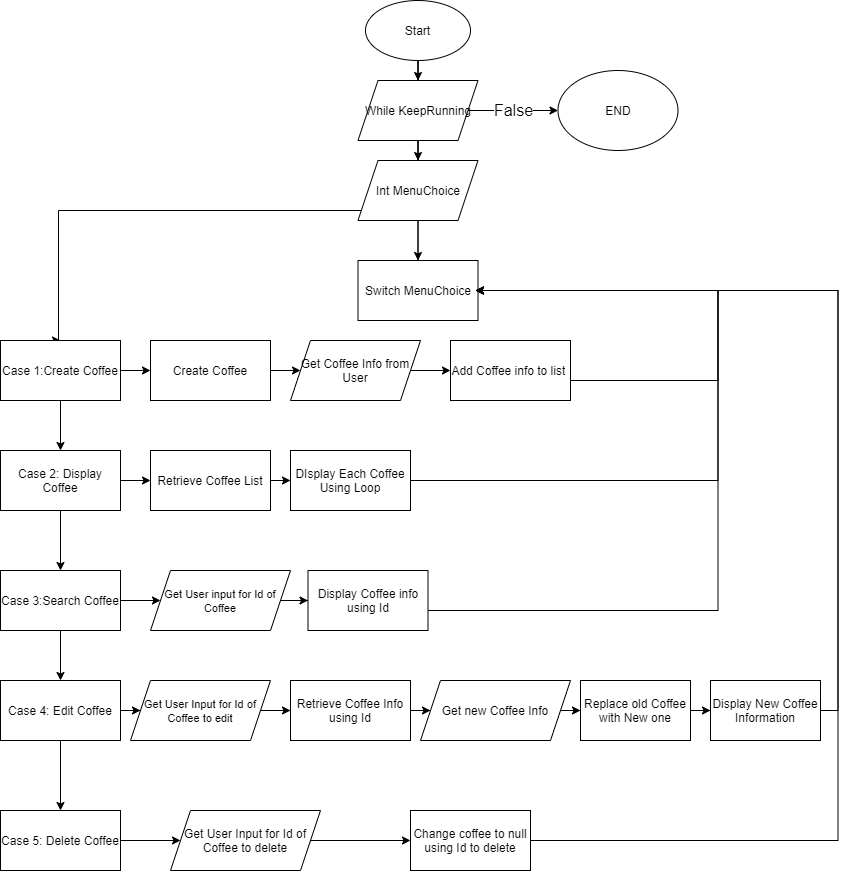 Start
While KeepRunning
False
END
Int MenuChoice
Switch MenuChoice
Case 1:Create Coffee
Create Coffee
Get Coffee Info from
User
Add Coffee info to list
Case 2: Display
Coffee
Retrieve Coffee List
DIsplay Each Coffee
Using Loop
Case 3:Search Coffee
Get User input for Id of
Coffee
Display Coffee info
using Id
Case 4: Edit Coffee
Get User Input for Id of
Coffee to edit
Retrieve Coffee Info
using Id
Get new Coffee Info
Replace old Coffee
with New one
Display New Coffee
Information
Case 5: Delete Coffee
Get User Input for Id of
Coffee to delete
Change coffee to null
using Id to delete